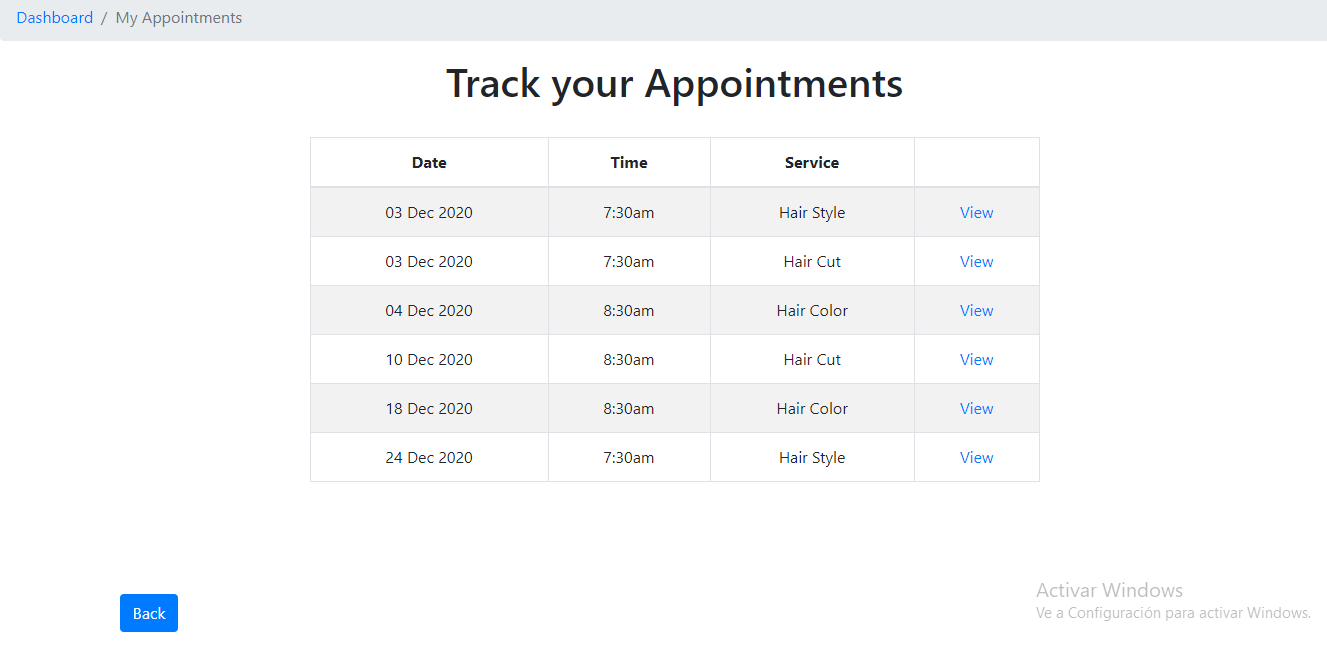 Dashboard / My Appointments
Track your Appointments
Date Time Service
03 Dec 2020 7:30am Hair Style View
03 Dec 2020 7:30am Hair Cut View
04 Dec 2020 8:30am Hair Color View
10 Dec 2020 8:30am Hair Cut View
18 Dec 2020 8:30am Hair Color View
24 Dec 2020 7:30am Hair Style View
Activar Windows
Ve a Configuración para activar Windows.
Back